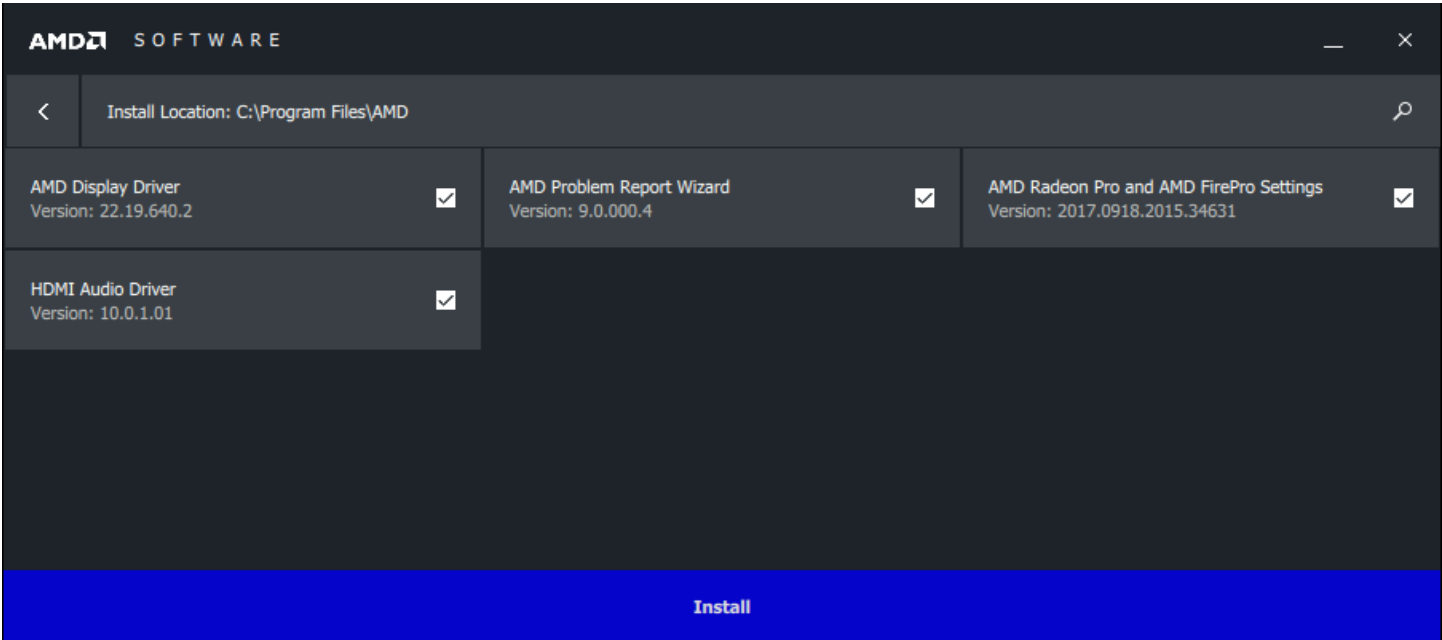 AMD SOFTWARE
Install Location: C:\Program Files\AMD
AMD Display Driver
Version: 22.19.640.2
AMD Problem Report Wizard
Version: 9.0.000.4
AMD Radeon Pro and AMD FirePro Settings
Version: 2017.0918.2015.34631
HDMI Audio Driver
Version: 10.0.1.01
Install